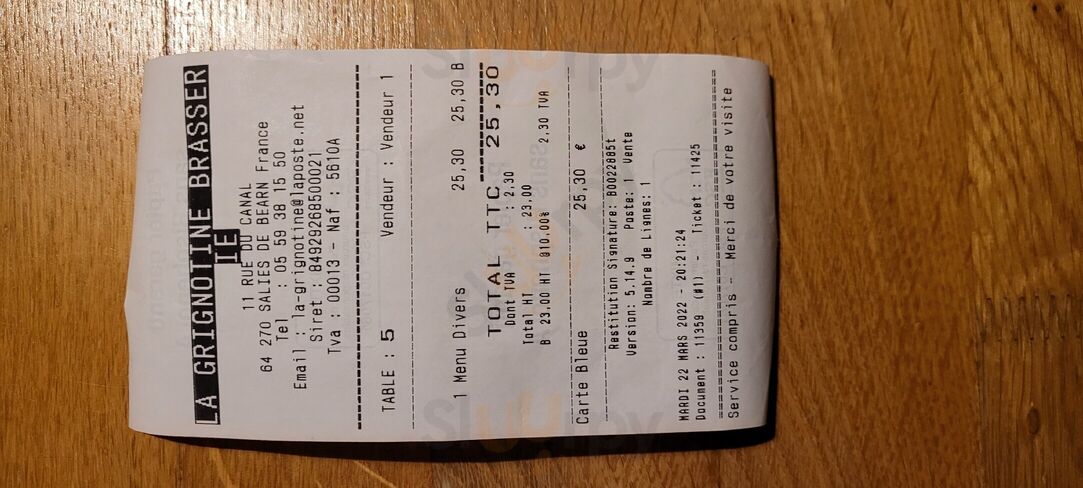 LA GRIGNOTINE BRASSER
IE
11 RUE DU CANAL
64 270 SALIES DE BEARN France
Tel : 05 59 38 15 50
Email : la-grignotine@laposte.net
Siret : 84929268500021
Tva : 00013 - Naf : 5610A
TABLE : 5 Vendeur : Vendeur 1
1 Menu Divers 25,30 25,30 B
TOTAL TTC 25,30
Dont TVA : 2,30
Total HT : 23,00
B 23.00 HT @10.00% 2.30 TVA
Carte Bleue 25,30 €
Restitution Signature: B0022885t
Version: 5.14.9 Poste: 1 Vente
Nombre de Lignes: 1
MARDI 22 MARS 2022 - 20:21:24
Document : 11359 (#1) - Ticket : 11425
Service compris - Merci de votre visite
Sluurpy
Sluurpy